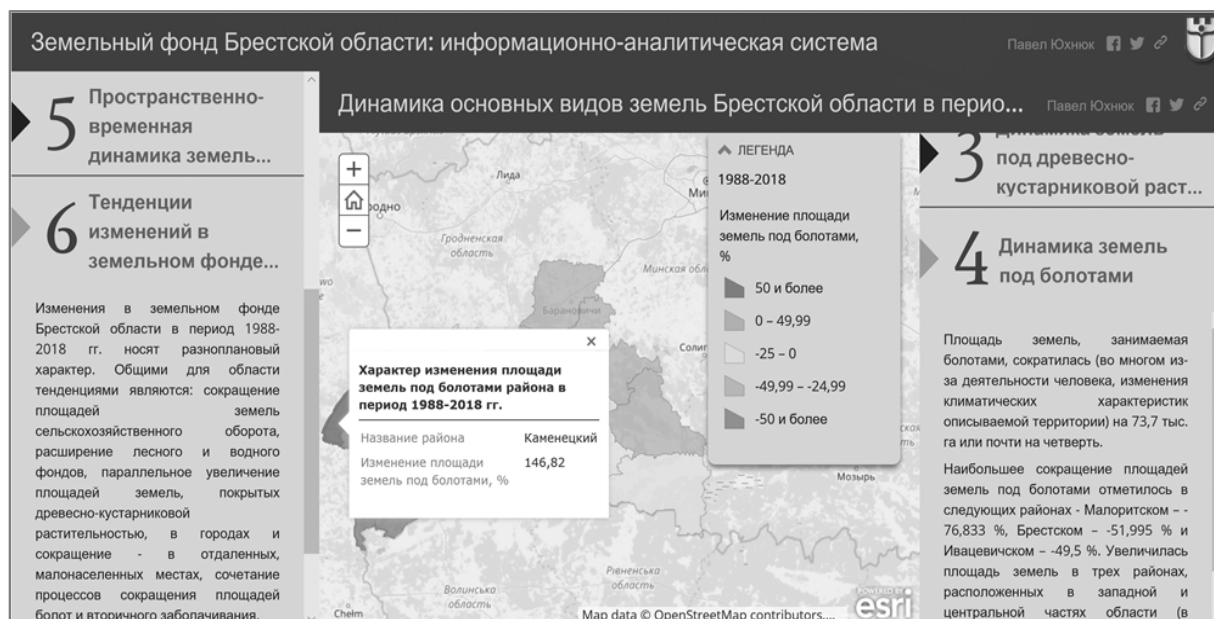 Земельный фонд Брестской области: информационно-аналитическая система
Павел Юхнюк
5
Пространственно-
временная
динамика земель...
6
Тенденции
изменений в
земельном фонде...
Изменения в земельном фонде
Брестской области в период 1988-
2018 гг. носят разноплановый
характер. Общими для области
тенденциями являются: сокращение
площадей земель
сельскохозяйственного оборота,
расширение лесного и водного
фондов, параллельное увеличение
площадей земель, покрытых
древесно-кустарниковой
растительностью, в городах и
сокращение - в отдаленных,
малонаселенных местах, сочетание
процессов сокращения площадей
болот и вторичного заболачивания.
Динамика основных видов земель Брестской области в перио...
Павел Юхнюк
+
−
Лида
родно
Гродненская
область
Минская обл
Барановичи
Солиг
Мозырь
Волинська
область
Рівненська
область
Chelm
×
Характер изменения площади
земель под болотами района в
период 1988-2018 гг.
Название района Каменецкий
Изменение площади 146,82
земель под болотами, %
ЛЕГЕНДА
1988-2018
Изменение площади
земель под болотами,
%
50 и более
0 – 49,99
-25 – 0
-49,99 – -24,99
-50 и более
Map data © OpenStreetMap contributors,...
POWERED BY
esri
3
Динамика земель
под древесно-
кустарниковой раст...
4
Динамика земель
под болотами
Площадь земель, занимаемая
болотами, сократилась (во многом из-
за деятельности человека, изменения
климатических характеристик
описываемой территории) на 73,7 тыс.
га или почти на четверть.
Наибольшее сокращение площадей
земель под болотами отметилось в
следующих районах - Малоритском – -
76,833 %, Брестском – -51,995 % и
Ивацевичском – -49,5 %. Увеличилась
площадь земель в трех районах,
расположенных в западной и
центральной частях области (в